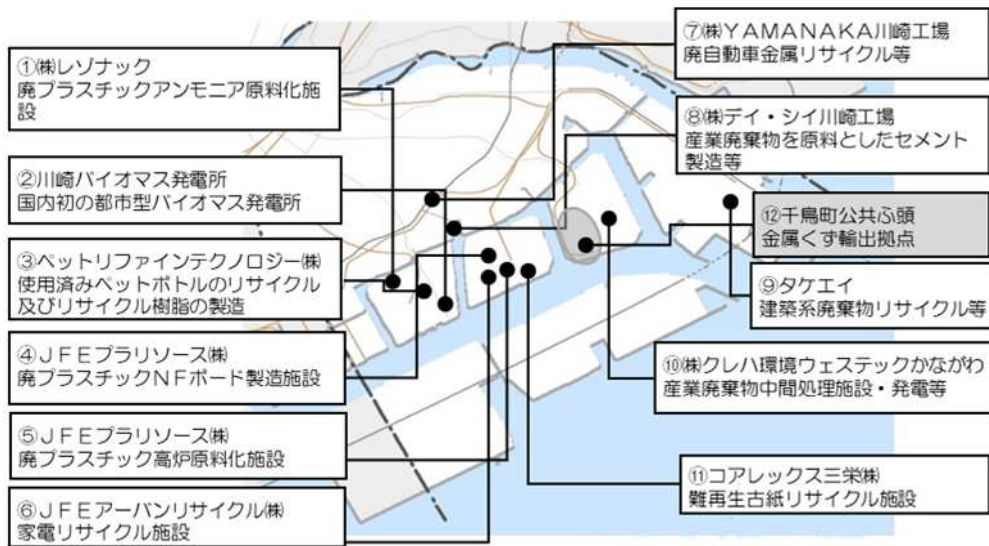 ①㈱レゾナック
廃プラスチックアンモニア原料化施
設
②川崎バイオマス発電所
国内初の都市型バイオマス発電所
③ペットリファインテクノロジー㈱
使用済みペットボトルのリサイクル
及びリサイクル樹脂の製造
④JFEプラリソース㈱
廃プラスチックNFボード製造施設
⑤JFEプラリソース㈱
廃プラスチック高炉原料化施設
⑥JFEアーバンリサイクル㈱
家電リサイクル施設
⑦㈱YAMANAKA川崎工場
廃自動車金属リサイクル等
⑧㈱デイ・シイ川崎工場
産業廃棄物を原料としたセメント
製造等
⑫千鳥町公共ふ頭
金属くず輸出拠点
⑨タケエイ
建築系廃棄物リサイクル等
⑩㈱クレハ環境ウェステックかながわ
産業廃棄物中間処理施設・発電等
⑪コアレックス三栄㈱
難再生古紙リサイクル施設